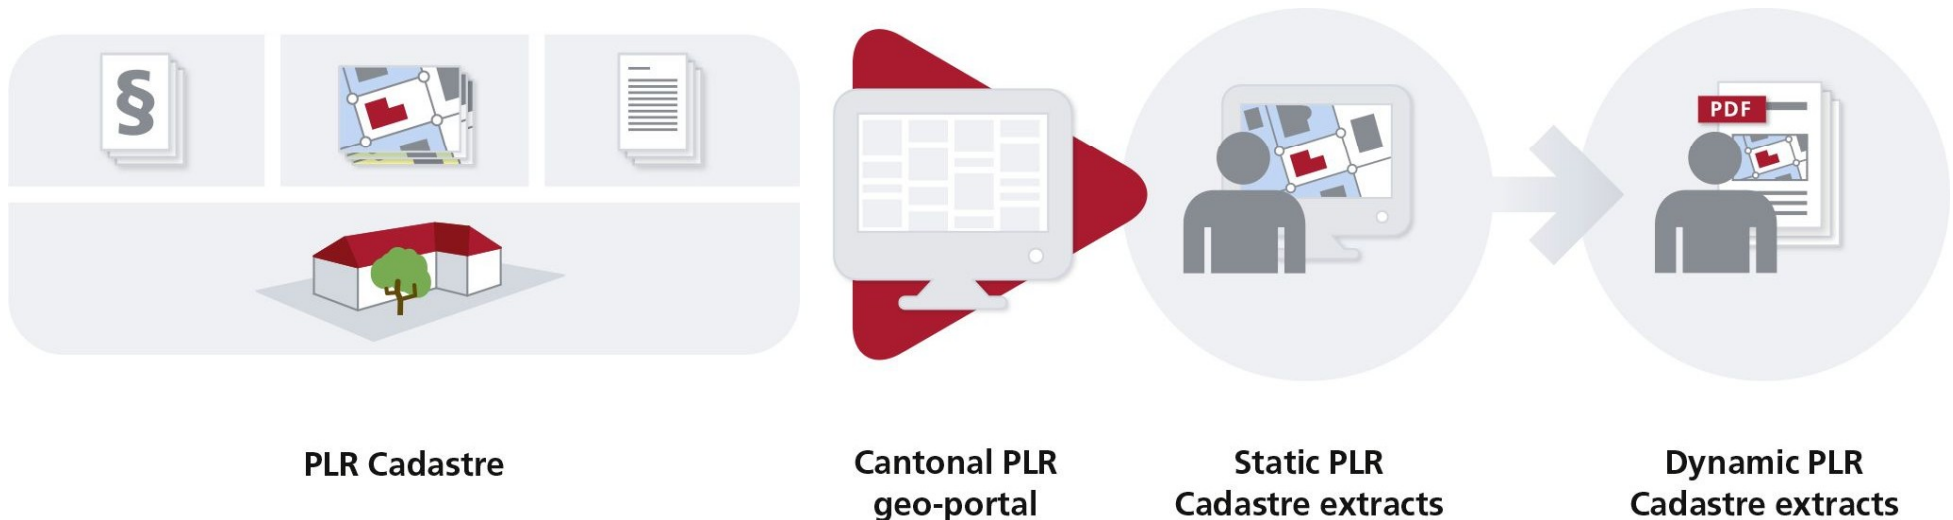 §
PDF
PLR Cadastre
Cantonal PLR
geo-portal
Static PLR
Cadastre extracts
Dynamic PLR
Cadastre extracts